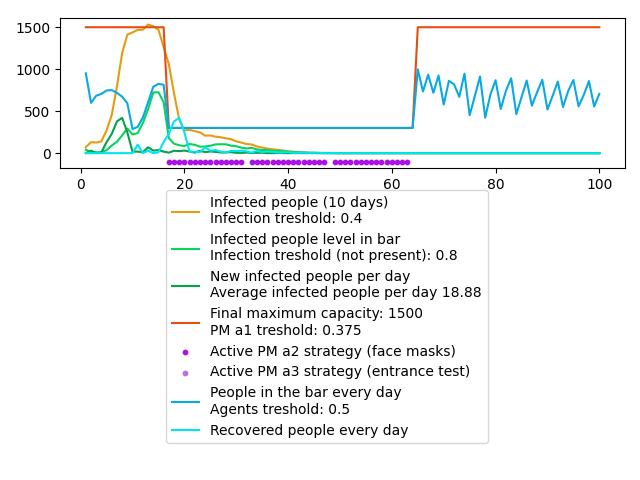 1500
1000
500
0
0 20 40 60 80 100
Infected people (10 days)
Infection treshold: 0.4
Infected people level in bar
Infection treshold (not present): 0.8
New infected people per day
Average infected people per day 18.88
Final maximum capacity: 1500
PM a1 treshold: 0.375
Active PM a2 strategy (face masks)
Active PM a3 strategy (entrance test)
People in the bar every day
Agents treshold: 0.5
Recovered people every day